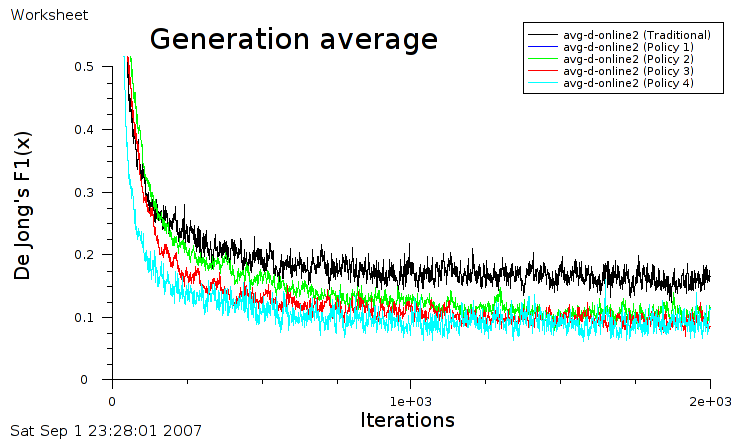 Worksheet
Generation average
avg-d-online2 (Traditional)
avg-d-online2 (Policy 1)
avg-d-online2 (Policy 2)
avg-d-online2 (Policy 3)
avg-d-online2 (Policy 4)
De Jong's F1(x)
0.5
0.4
0.3
0.2
0.1
0
0
1e+03
2e+03
Iterations
Sat Sep 1 23:28:01 2007